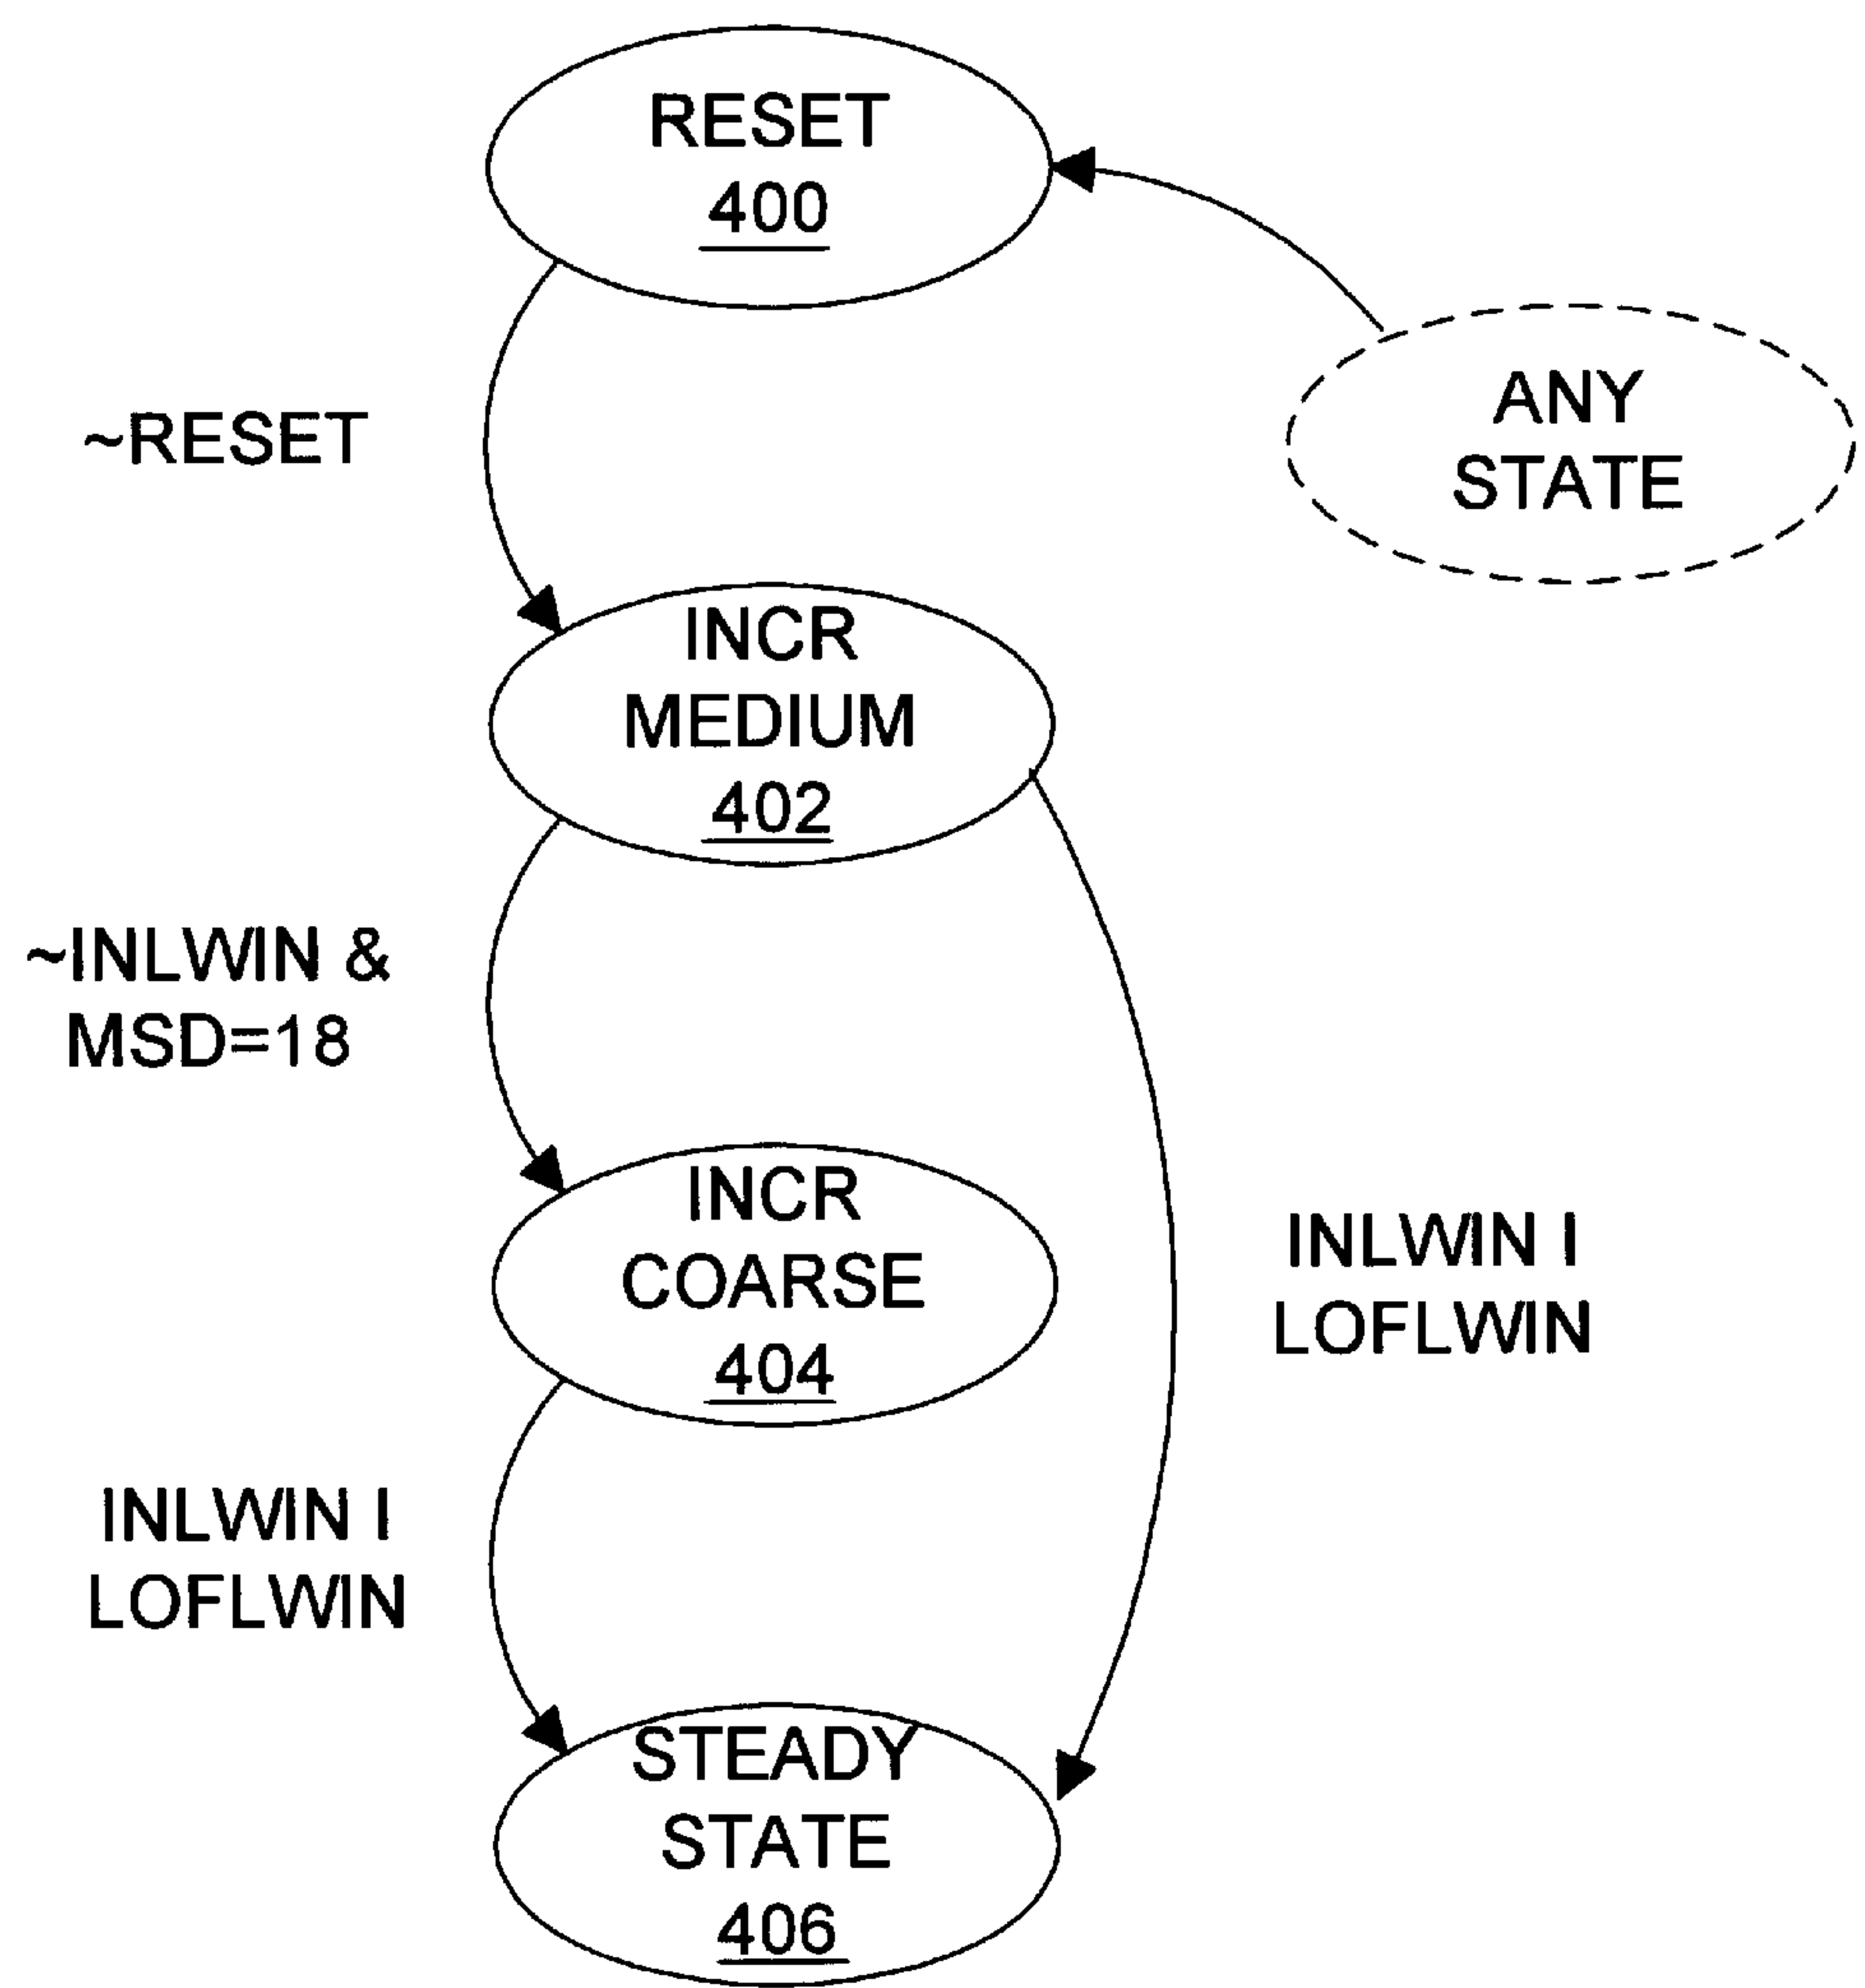 RESET
400
ANY
STATE
~RESET
INCR
MEDIUM
402
~INLWIN &
MSD=18
INCR
COARSE
404
INLWIN I
LOFLWIN
INLWIN I
LOFLWIN
STEADY
STATE
406